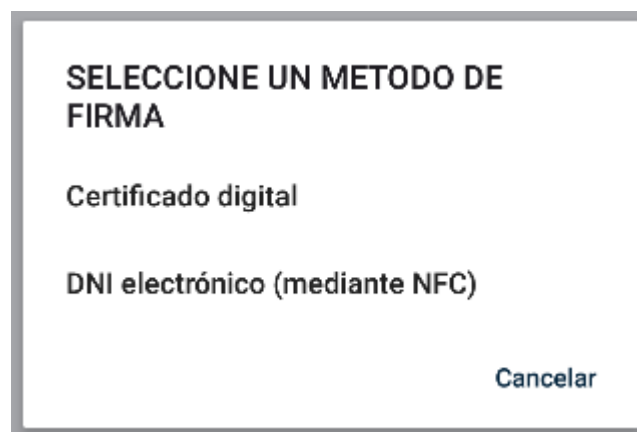 SELECCIONE UN METODO DE
FIRMA
Certificado digital
DNI electrónico (mediante NFC)
Cancelar